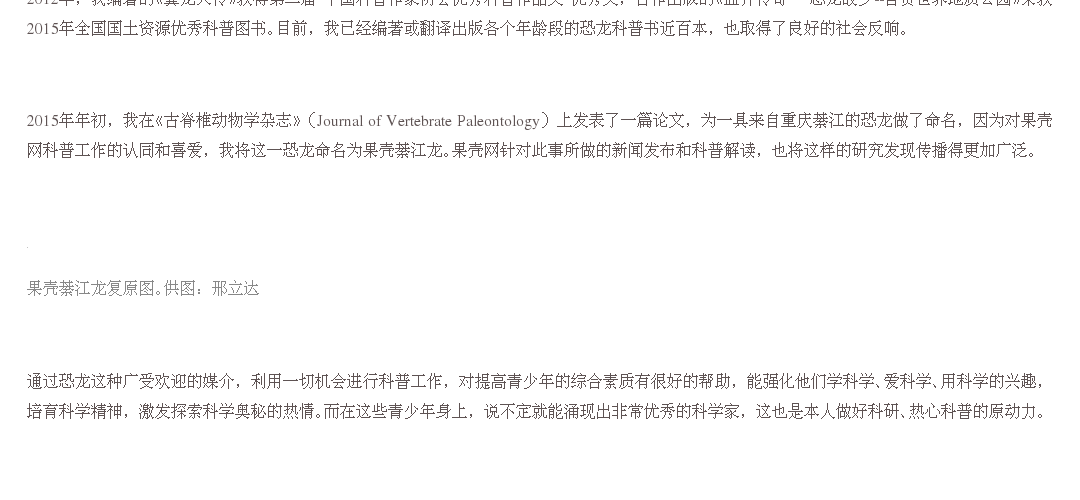 2015年全国国土资源优秀科普图书。目前，我已经编著或翻译出版各个年龄段的恐龙科普书近百本，也取得了良好的社会反响。
2015年年初，我在《古脊椎动物学杂志》（Journal of Vertebrate Paleontology）上发表了一篇论文，为一具来自重庆綦江的恐龙做了命名，因为对果壳
网科普工作的认同和喜爱，我将这一恐龙命名为果壳綦江龙。果壳网针对此事所做的新闻发布和科普解读，也将这样的研究发现传播得更加广泛。
果壳綦江龙复原图。供图：邢立达
通过恐龙这种广受欢迎的媒介，利用一切机会进行科普工作，对提高青少年的综合素质有很好的帮助，能强化他们学科学、爱科学、用科学的兴趣，
培育科学精神，激发探索科学奥秘的热情。而在这些青少年身上，说不定就能涌现出非常优秀的科学家，这也是本人做好科研、热心科普的原动力。